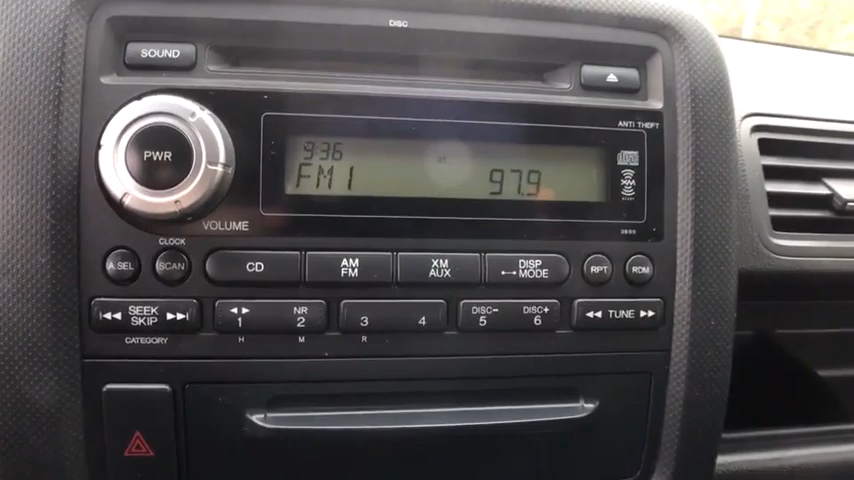 DISC
SOUND
ANTI THEFT
9:36
FM1 97.9
PWR
XM
VOLUME
CLOCK
A.SEL SCAN CD AM FM XM AUX DISP MODE RPT RDM
SEEK SKIP 1 NR 2 3 4 DISC- 5 DISC+ 6 TUNE
CATEGORY H M R